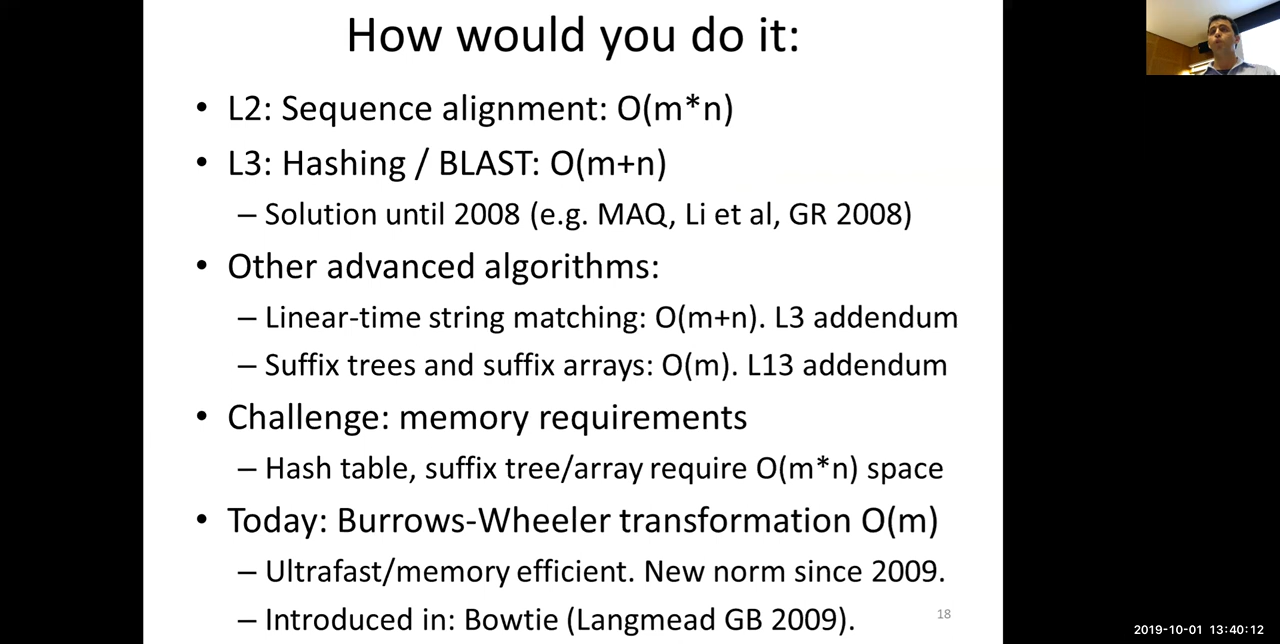 How would you do it:
• L2: Sequence alignment: O(m*n)
• L3: Hashing / BLAST: O(m+n)
– Solution until 2008 (e.g. MAQ, Li et al, GR 2008)
• Other advanced algorithms:
– Linear-time string matching: O(m+n). L3 addendum
– Suffix trees and suffix arrays: O(m). L13 addendum
• Challenge: memory requirements
– Hash table, suffix tree/array require O(m*n) space
• Today: Burrows-Wheeler transformation O(m)
– Ultrafast/memory efficient. New norm since 2009.
– Introduced in: Bowtie (Langmead GB 2009).
18
2019-10-01 13:40:12